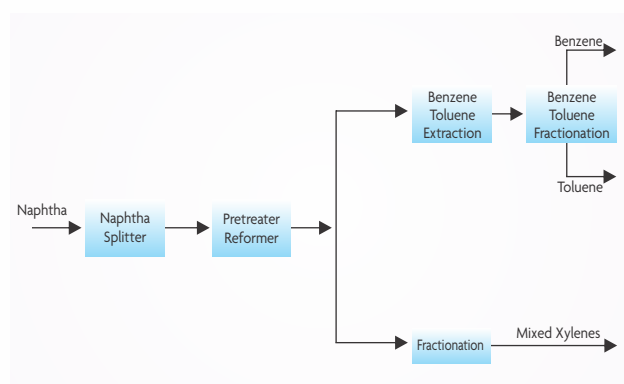 Naphtha
Naphtha
Splitter
Pretreater
Reformer
Benzene
Toluene
Extraction
Benzene
Toluene
Fractionation
Benzene
Toluene
Fractionation
Mixed Xylenes